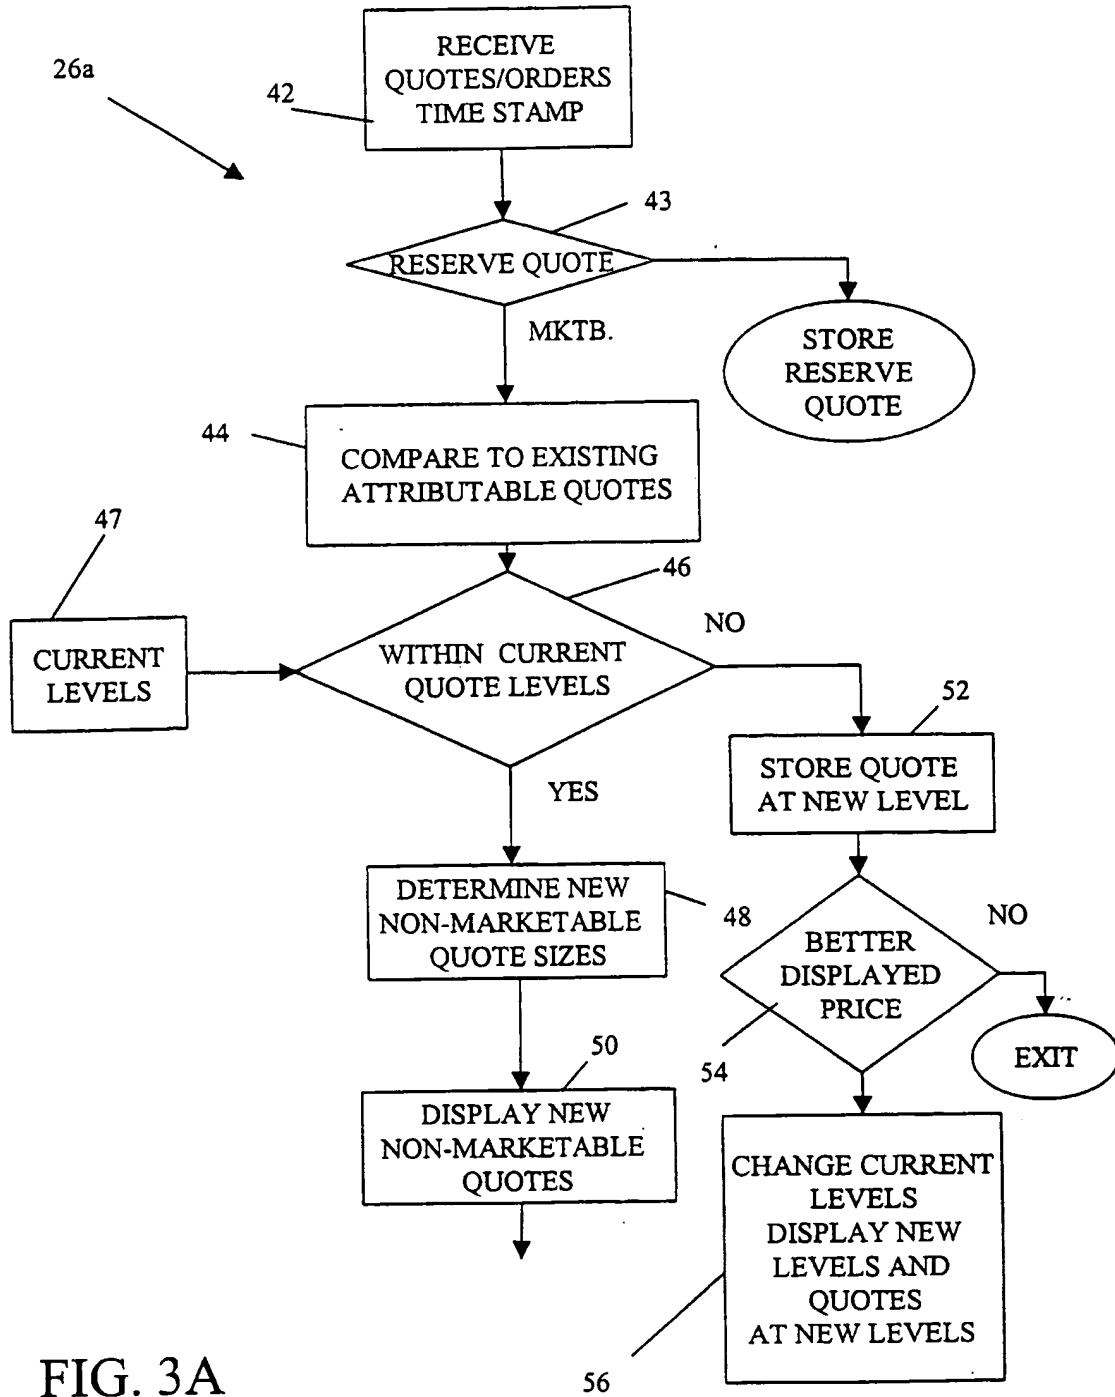 RECEIVE
QUOTES/ORDERS
TIME STAMP
26a
42
43
RESERVE QUOTE
MKTB.
STORE
RESERVE
QUOTE
44
COMPARE TO EXISTING
ATTRIBUTABLE QUOTES
47
46
NO
CURRENT
LEVELS
WITHIN CURRENT
QUOTE LEVELS
52
YES
STORE QUOTE
AT NEW LEVEL
DETERMINE NEW
NON-MARKETABLE
QUOTE SIZES
48
NO
BETTER
DISPLAYED
PRICE
50
54
EXIT
DISPLAY NEW
NON-MARKETABLE
QUOTES
CHANGE CURRENT
LEVELS
DISPLAY NEW
LEVELS AND
QUOTES
AT NEW LEVELS
56
FIG. 3A